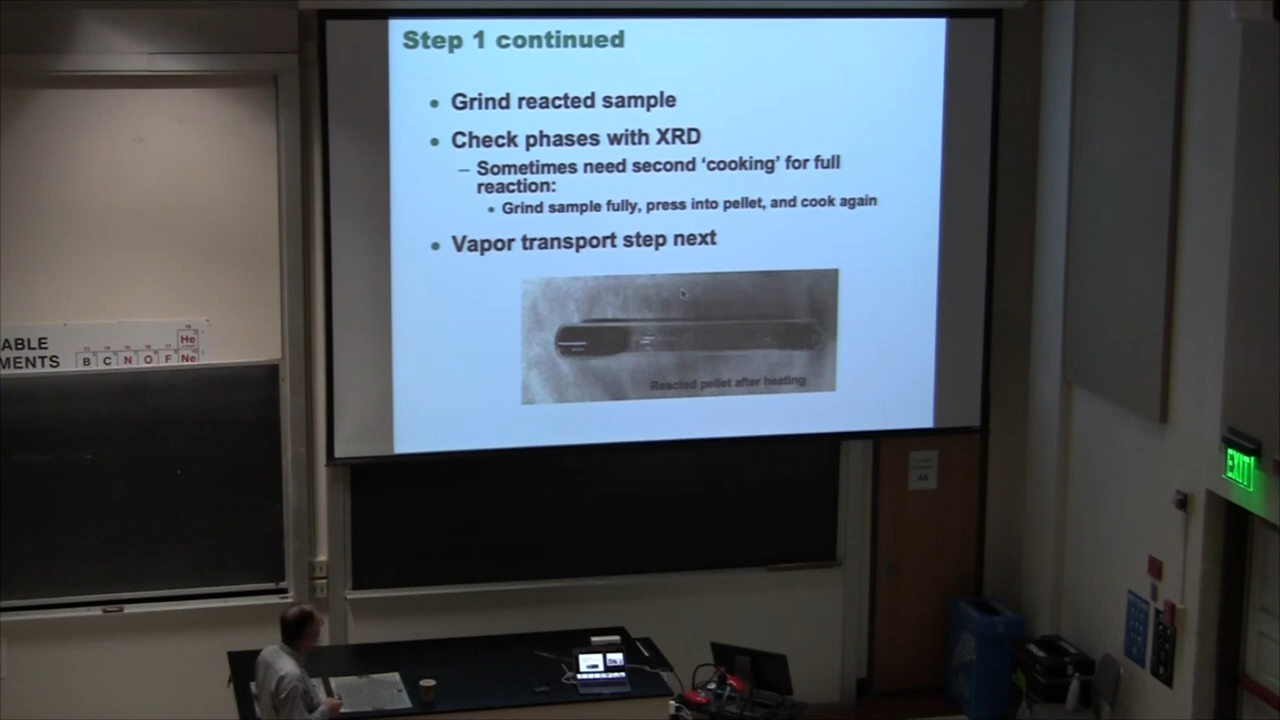 Step 1 continued
• Grind reacted sample
• Check phases with XRD
– Sometimes need second ‘cooking’ for full
reaction:
• Grind sample fully, press into pellet, and cook again
• Vapor transport step next
Reacted pellet after heating
ABLE
MENTS
He
B C N O F Ne
EXIT